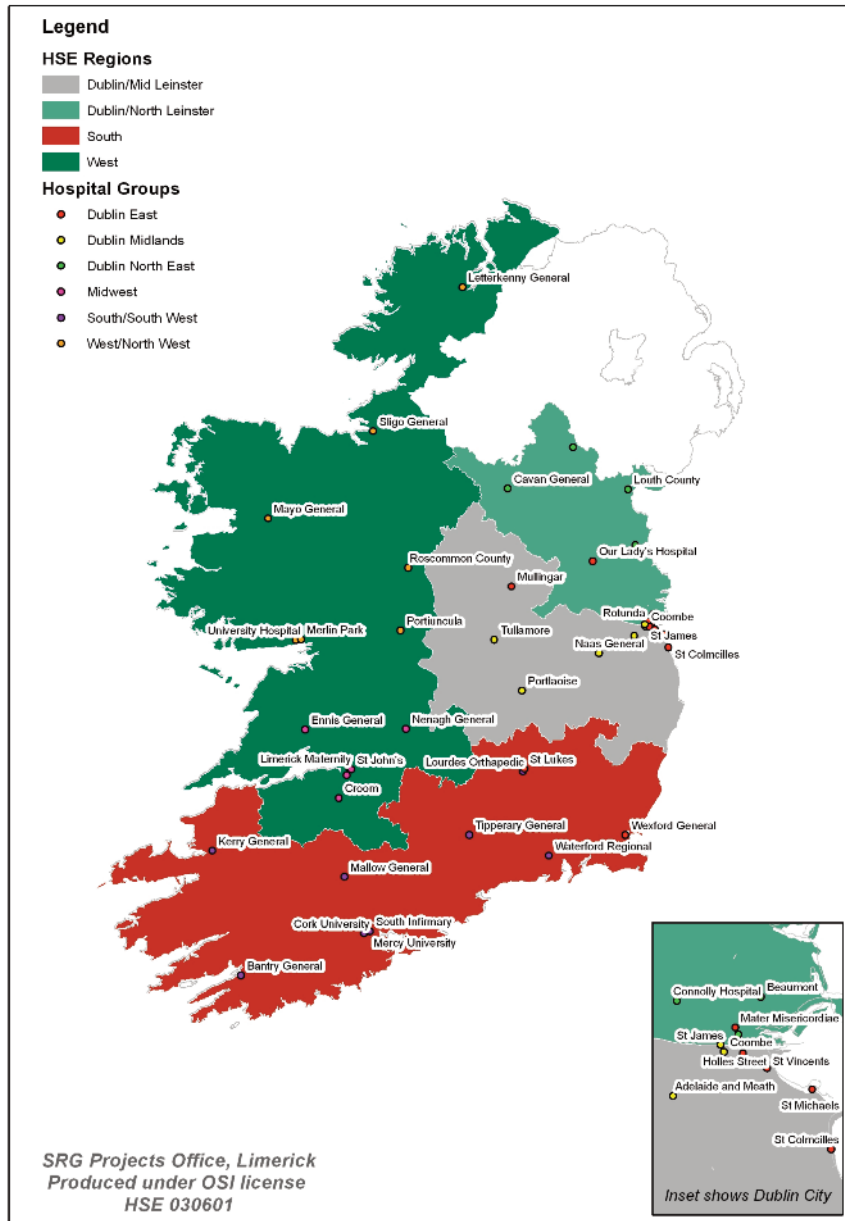 Legend
HSE Regions
Dublin/Mid Leinster
Dublin/North Leinster
South
West
Hospital Groups
Dublin East
Dublin Midlands
Dublin North East
Midwest
South/South West
West/North West
Letterkenny General
Sligo General
Cavan General
Louth County
Mayo General
Our Lady's Hospital
Roscommon County
Mullingar
Rotunda
Coombe
University Hospital
Merlin Park
Portiuncula
Tullamore
St James
Naas General
St Colmcilles
Portlaoise
Ennis General
Nenagh General
Limerick Maternity
St John's
Lourdes Orthapedic
St Lukes
Croom
Tipperary General
Wexford General
Kerry General
Waterford Regional
Mallow General
Cork University
South Infirmary
Mercy University
Bantry General
Connolly Hospital
Beaumont
Mater Misericordiae
St James
Coombe
Holles Street
St Vincents
Adelaide and Meath
St Michaels
St Colmcilles
Inset shows Dublin City
SRG Projects Office, Limerick
Produced under OSI license
HSE 030601